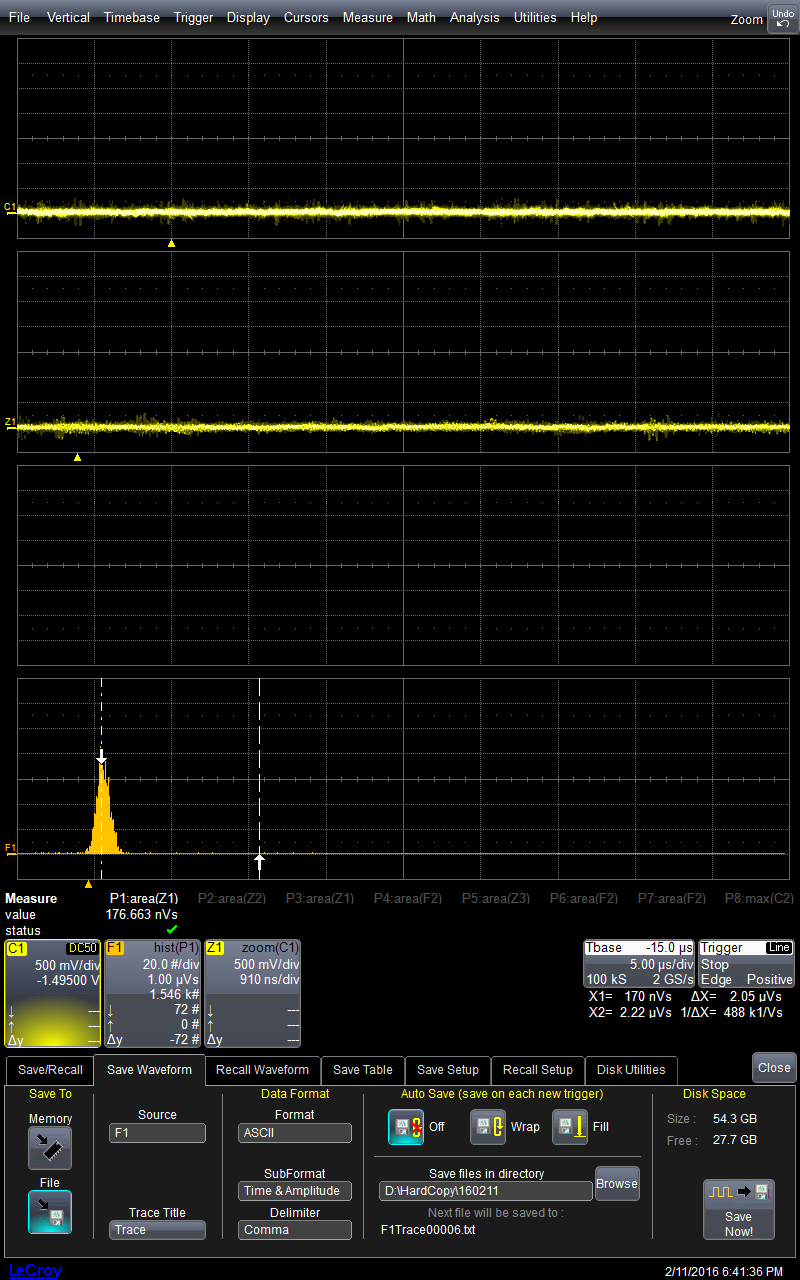 File Vertical Timebase Trigger Display Cursors Measure Math Analysis Utilities Help Zoom Undo
C1
Z1
F1
Measure P1:area(Z1) P2:area(Z2) P3:area(Z1) P4:area(F2) P5:area(Z3) P6:area(F2) P7:area(F2) P8:max(C2)
value 176.663 nVs
status
C1 DC50
500 mV/div
-1.49500 V
↓ ---
↑ ---
Δy ---
F1 hist(P1)
20.0 #/div
1.00 µVs
1.546 k#
↓ 72 #
↑ 0 #
Δy -72 #
Z1 zoom(C1)
500 mV/div
910 ns/div
↓ ---
↑ ---
Δy ---
Tbase -15.0 µs
5.00 µs/div
100 kS 2 GS/s
Trigger Line
Stop
Edge Positive
X1= 170 nVs ΔX= 2.05 µVs
X2= 2.22 µVs 1/ΔX= 488 k1/Vs
Save/Recall Save Waveform Recall Waveform Save Table Save Setup Recall Setup Disk Utilities Close
Save To
Memory
File
Source
F1
Trace Title
Trace
Data Format
Format
ASCII
SubFormat
Time & Amplitude
Delimiter
Comma
Auto Save (save on each new trigger)
Off Wrap Fill
Save files in directory
D:\HardCopy\160211 Browse
Next file will be saved to :
F1Trace00006.txt
Disk Space
Size : 54.3 GB
Free : 27.7 GB
Save
Now!
LeCroy 2/11/2016 6:41:36 PM